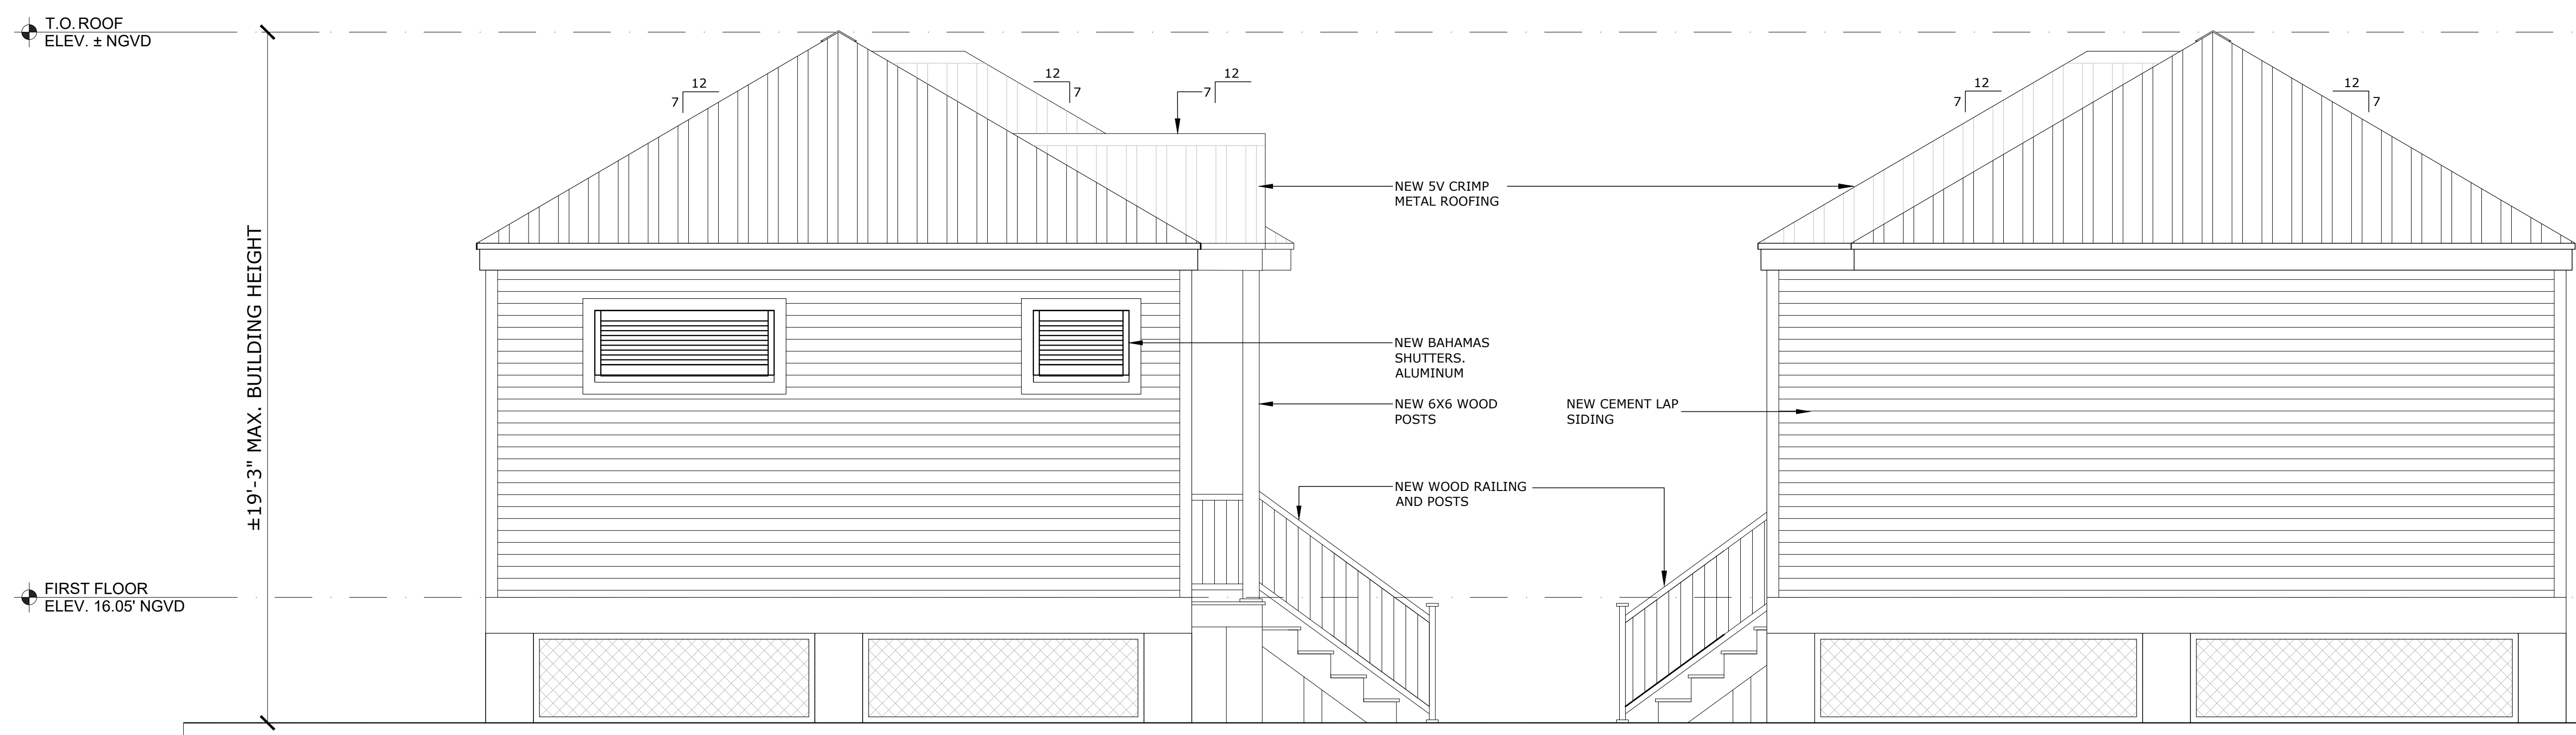 T.O. ROOF
ELEV. ± NGVD
12
7
12
7
12
7
12
7
12
7
NEW 5V CRIMP
METAL ROOFING
±19'-3" MAX. BUILDING HEIGHT
NEW BAHAMAS
SHUTTERS.
ALUMINUM
NEW 6X6 WOOD
POSTS
NEW CEMENT LAP
SIDING
NEW WOOD RAILING
AND POSTS
FIRST FLOOR
ELEV. 16.05' NGVD